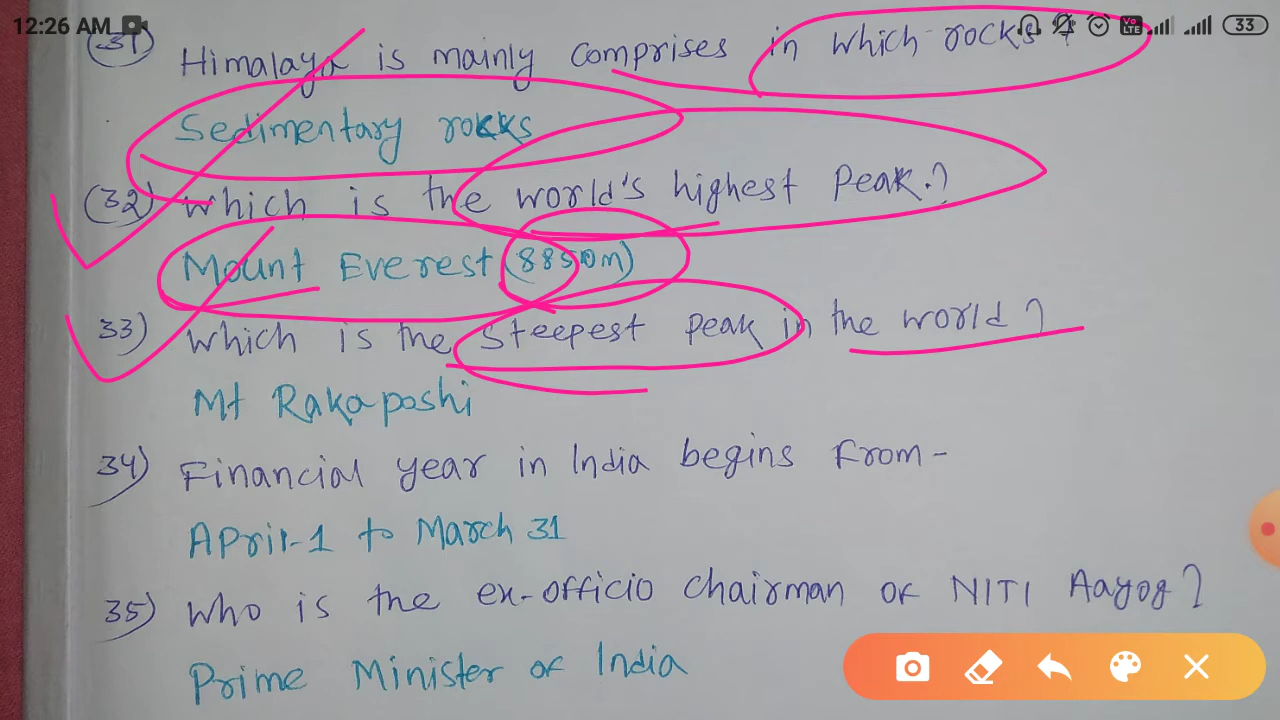 12:26 AM
Vo LTE
33
(31) Himalaya is mainly comprises in which rocks ?
Sedimentary rocks
(32) which is the world's highest Peak.?
Mount Everest (8850m)
33) which is the steepest peak in the world?
Mt Rakaposhi
34) Financial year in India begins From-
April-1 to March 31
35) Who is the ex-officio chairman of NITI Aayog?
Prime Minister of India